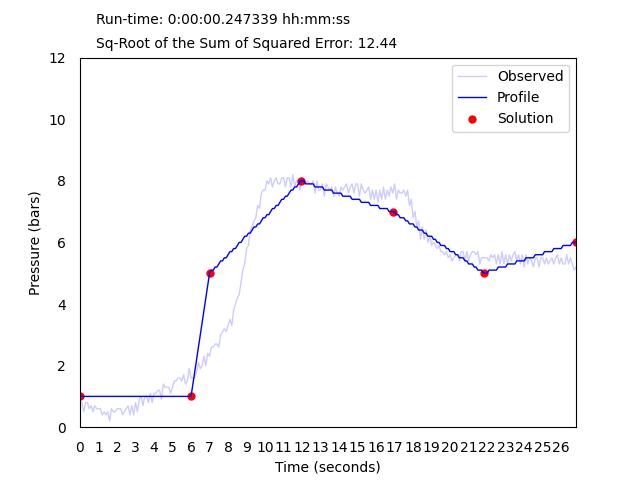 Run-time: 0:00:00.247339 hh:mm:ss
Sq-Root of the Sum of Squared Error: 12.44
12
10
8
6
4
2
0
Pressure (bars)
Observed
Profile
Solution
0 1 2 3 4 5 6 7 8 9 10 11 12 13 14 15 16 17 18 19 20 21 22 23 24 25 26
Time (seconds)